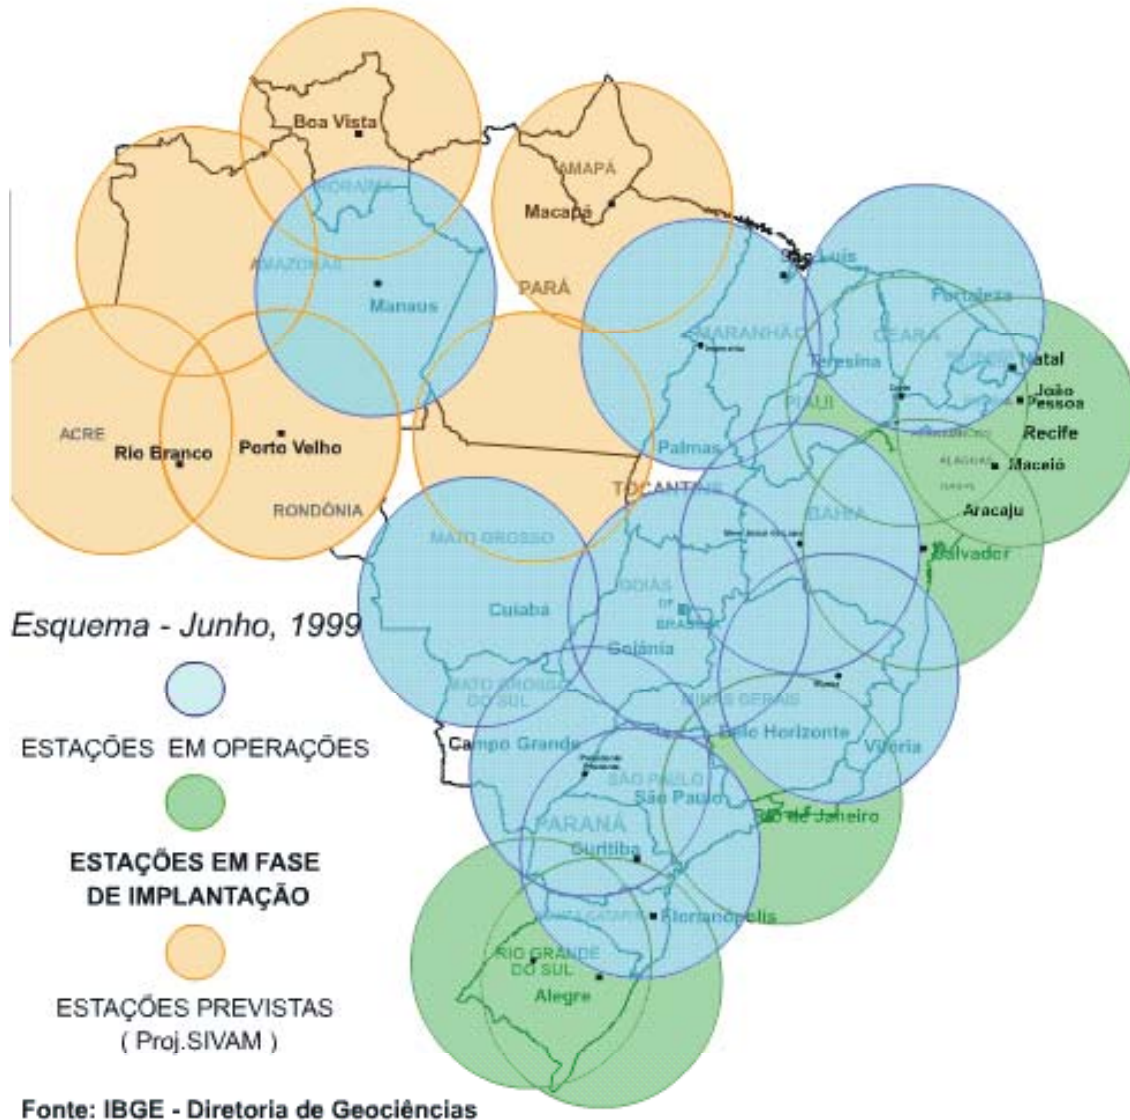 Boa Vista
RORAIMA
AMAPÁ
Macapá
AMAZONAS
Manaus
PARÁ
São Luís
Fortaleza
MARANHÃO
CEARÁ
Teresina
Natal
PIAUÍ
João
Pessoa
Recife
ACRE
Rio Branco
Porto Velho
Palmas
ALAGOAS
Maceió
TOCANTINS
RONDÔNIA
Aracaju
BAHIA
MATO GROSSO
Salvador
GOIÁS
DF
Cuiabá
Goiânia
Esquema - Junho, 1999
MATO GROSSO
DO SUL
MINAS GERAIS
Belo Horizonte
Vitória
Campo Grande
ESTAÇÕES EM OPERAÇÕES
SÃO PAULO
São Paulo
Rio de Janeiro
PARANÁ
Curitiba
ESTAÇÕES EM FASE
DE IMPLANTAÇÃO
Florianópolis
RIO GRANDE
DO SUL
Alegre
ESTAÇÕES PREVISTAS
( Proj.SIVAM )
Fonte: IBGE - Diretoria de Geociências